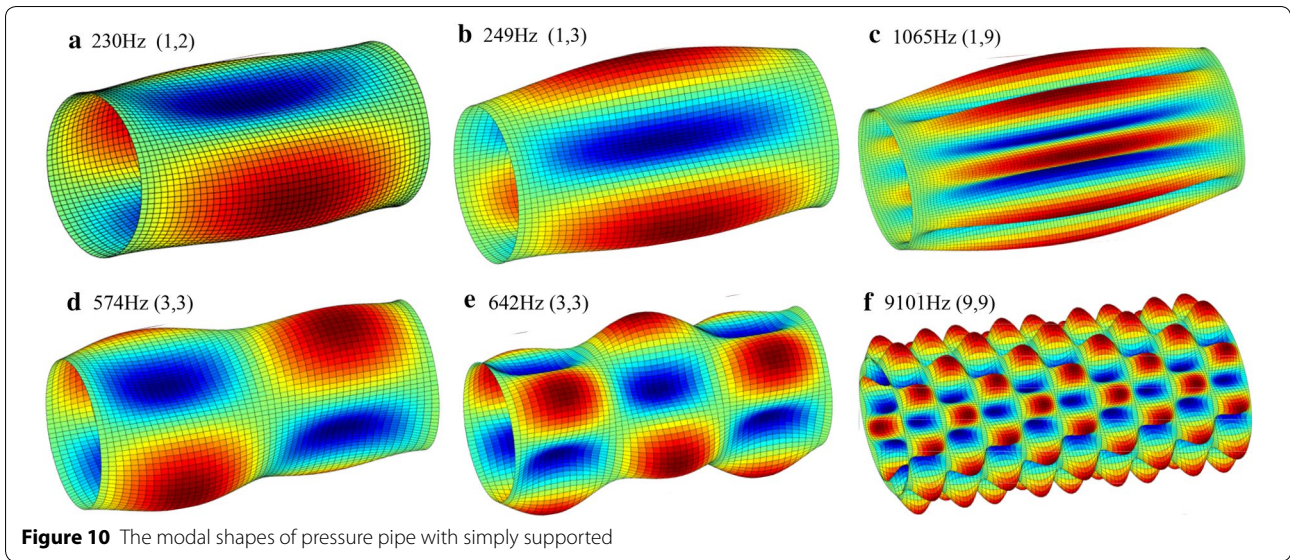 a 230Hz (1,2)
b 249Hz (1,3)
c 1065Hz (1,9)
d 574Hz (3,3)
e 642Hz (3,3)
f 9101Hz (9,9)
Figure 10 The modal shapes of pressure pipe with simply supported